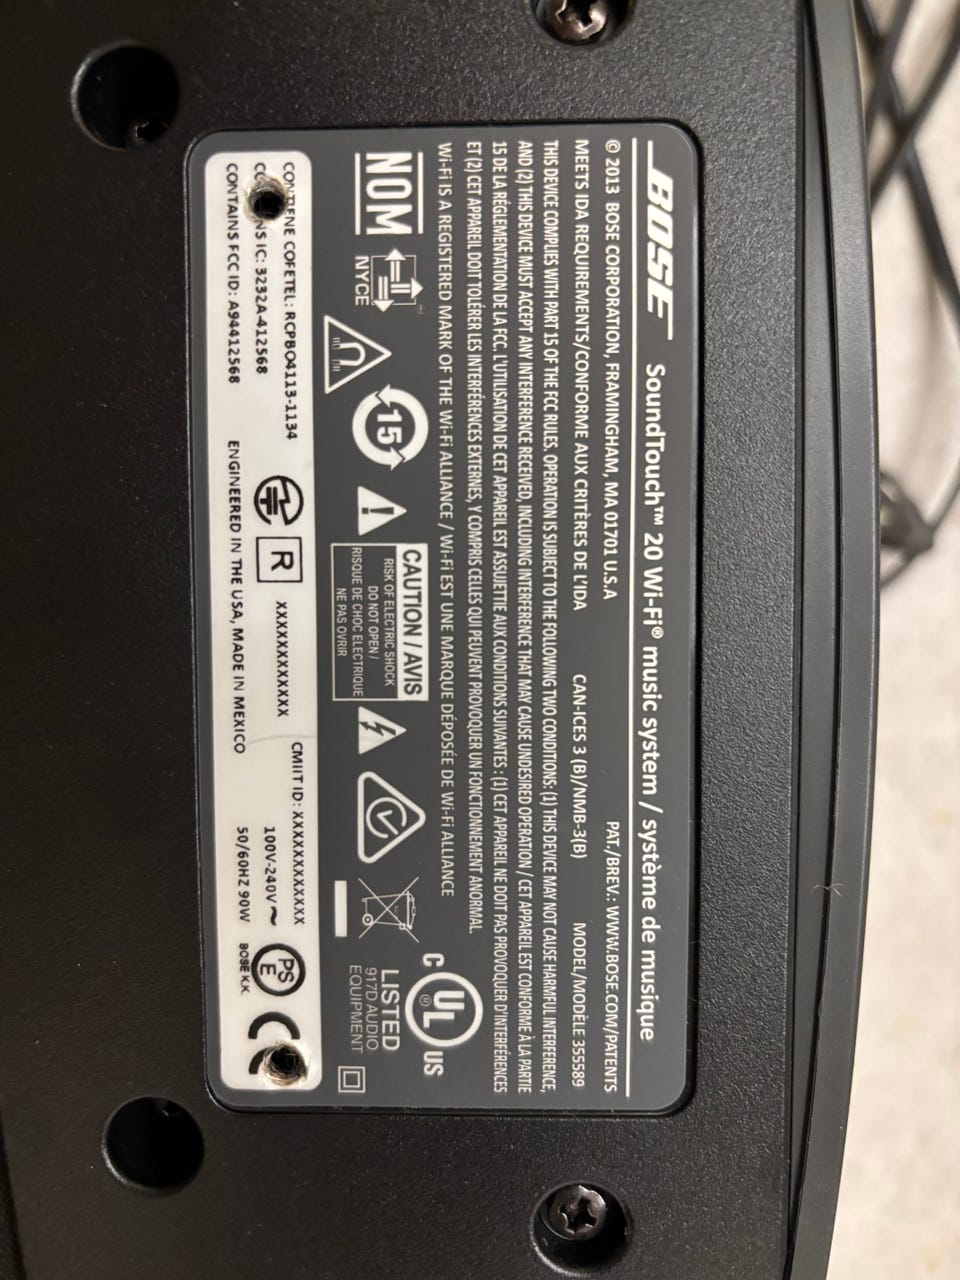 BOSE SoundTouch™ 20 Wi-Fi® music system / système de musique
© 2013 BOSE CORPORATION, FRAMINGHAM, MA 01701 U.S.A PAT./BREV.: WWW.BOSE.COM/PATENTS
MEETS IDA REQUIREMENTS/CONFORME AUX CRITÈRES DE L'IDA CAN-ICES 3 (B)/NMB-3(B) MODEL/MODÈLE 355589
THIS DEVICE COMPLIES WITH PART 15 OF THE FCC RULES. OPERATION IS SUBJECT TO THE FOLLOWING TWO CONDITIONS: (1) THIS DEVICE MAY NOT CAUSE HARMFUL INTERFERENCE,
AND (2) THIS DEVICE MUST ACCEPT ANY INTERFERENCE RECEIVED, INCLUDING INTERFERENCE THAT MAY CAUSE UNDESIRED OPERATION / CET APPAREIL EST CONFORME À LA PARTIE
15 DE LA RÉGLEMENTATION DE LA FCC. L'UTILISATION DE CET APPAREIL EST ASSUJETTIE AUX CONDITIONS SUIVANTES : (1) CET APPAREIL NE DOIT PAS PROVOQUER D'INTERFÉRENCES
ET (2) CET APPAREIL DOIT TOLÉRER LES INTERFÉRENCES EXTERNES, Y COMPRIS CELLES QUI PEUVENT PROVOQUER UN FONCTIONNEMENT ANORMAL.
Wi-Fi IS A REGISTERED MARK OF THE Wi-Fi ALLIANCE / Wi-Fi EST UNE MARQUE DÉPOSÉE DE Wi-Fi ALLIANCE
NOM
NYCE ®
15
CAUTION / AVIS
RISK OF ELECTRIC SHOCK
DO NOT OPEN /
RISQUE DE CHOC ELECTRIQUE
NE PAS OVRIR
C UL ® US
LISTED
917D AUDIO
EQUIPMENT
COFETEL: RCPBO4113-1134
IC: 3232A-412568
CONTAINS FCC ID: A94412568
R XXXXXXXXXXXX
ENGINEERED IN THE USA, MADE IN MEXICO
CMIIT ID: XXXXXXXXXXXXX
100V-240V ~
50/60HZ 90W
PS E
BOSE K.K.
CE